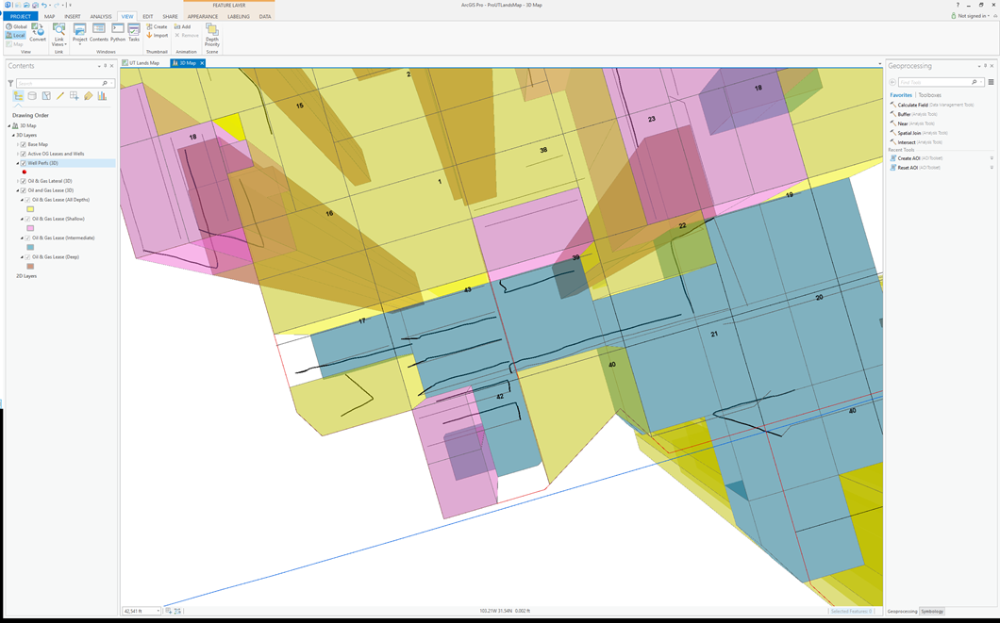 FEATURE LAYER
ArcGIS Pro - ProUTLandsMap - 3D Map
PROJECT MAP INSERT ANALYSIS VIEW EDIT SHARE APPEARANCE LABELING DATA
Not signed in
Global
Local
Map
Convert
Link Views
Project Contents Python Tasks
Create
Import
Add
Remove
Depth Priority
View Link Windows Thumbnail Animation Scene
Contents
Search
Drawing Order
3D Map
3D Layers
Base Map
Active OG Leases and Wells
Well Perfs (3D)
Oil & Gas Lateral (3D)
Oil and Gas Lease (3D)
Oil & Gas Lease (All Depths)
Oil & Gas Lease (Shallow)
Oil & Gas Lease (Intermediate)
Oil & Gas Lease (Deep)
2D Layers
UT Lands Map 3D Map
2
18
15
23
18
38
1
16
19
22
39
43
20
17
21
40
42
40
42,541 ft
103.21W 31.54N 0.002 ft
Selected Features: 0
Geoprocessing
Find Tools
Favorites Toolboxes
Calculate Field (Data Management Tools)
Buffer (Analysis Tools)
Near (Analysis Tools)
Spatial Join (Analysis Tools)
Intersect (Analysis Tools)
Recent Tools
Create AOI (AOI Toolset)
Reset AOI (AOI Toolset)
Geoprocessing Symbology